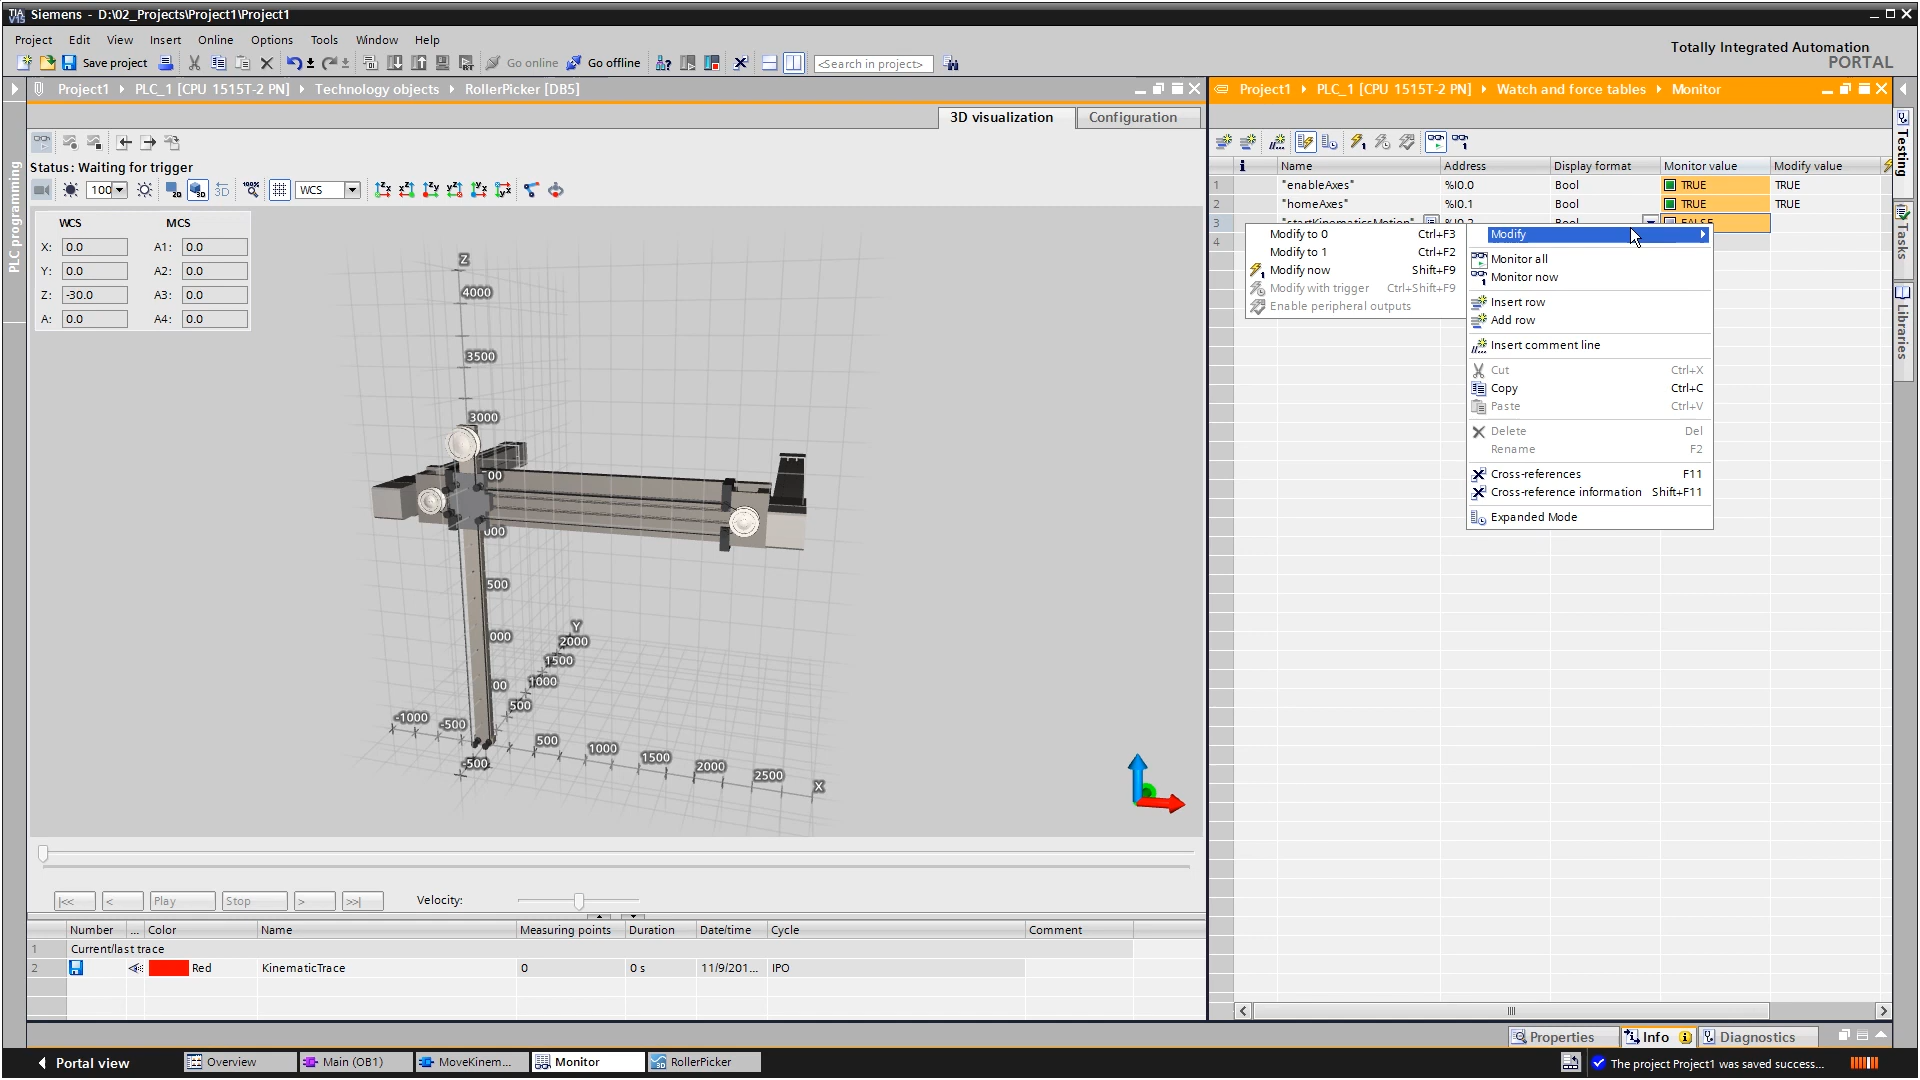 Siemens - D:\02_Projects\Project1\Project1
Project Edit View Insert Online Options Tools Window Help
Totally Integrated Automation
PORTAL
Save project Go online Go offline <Search in project>
Project1 PLC_1 [CPU 1515T-2 PN] Technology objects RollerPicker [DB5]
3D visualization Configuration
Status : Waiting for trigger
100 WCS
WCS MCS
X: 0.0 A1: 0.0
Y: 0.0 A2: 0.0
Z: -30.0 A3: 0.0
A: 0.0 A4: 0.0
PLC programming
Z
4000
3500
3000
00
000
500
000
00
Y
2000
1500
1000
500
-1000 -500
-500
500 1000 1500 2000 2500
X
|<< < Play Stop > >>| Velocity:
Number ... Color Name Measuring points Duration Date/time Cycle Comment
1 Current/last trace
2 Red KinematicTrace 0 0 s 11/9/201... IPO
Project1 PLC_1 [CPU 1515T-2 PN] Watch and force tables Monitor
i Name Address Display format Monitor value Modify value
1 "enableAxes" %I0.0 Bool TRUE TRUE
2 "homeAxes" %I0.1 Bool TRUE TRUE
3 "startKinematicsMotion" %I0.2 Bool FALSE
4
Modify to 0 Ctrl+F3
Modify to 1 Ctrl+F2
Modify now Shift+F9
Modify with trigger Ctrl+Shift+F9
Enable peripheral outputs
Modify
Monitor all
Monitor now
Insert row
Add row
Insert comment line
Cut Ctrl+X
Copy Ctrl+C
Paste Ctrl+V
Delete Del
Rename F2
Cross-references F11
Cross-reference information Shift+F11
Expanded Mode
Testing
Tasks
Libraries
Properties Info Diagnostics
Portal view Overview Main (OB1) MoveKinem... Monitor RollerPicker The project Project1 was saved success...